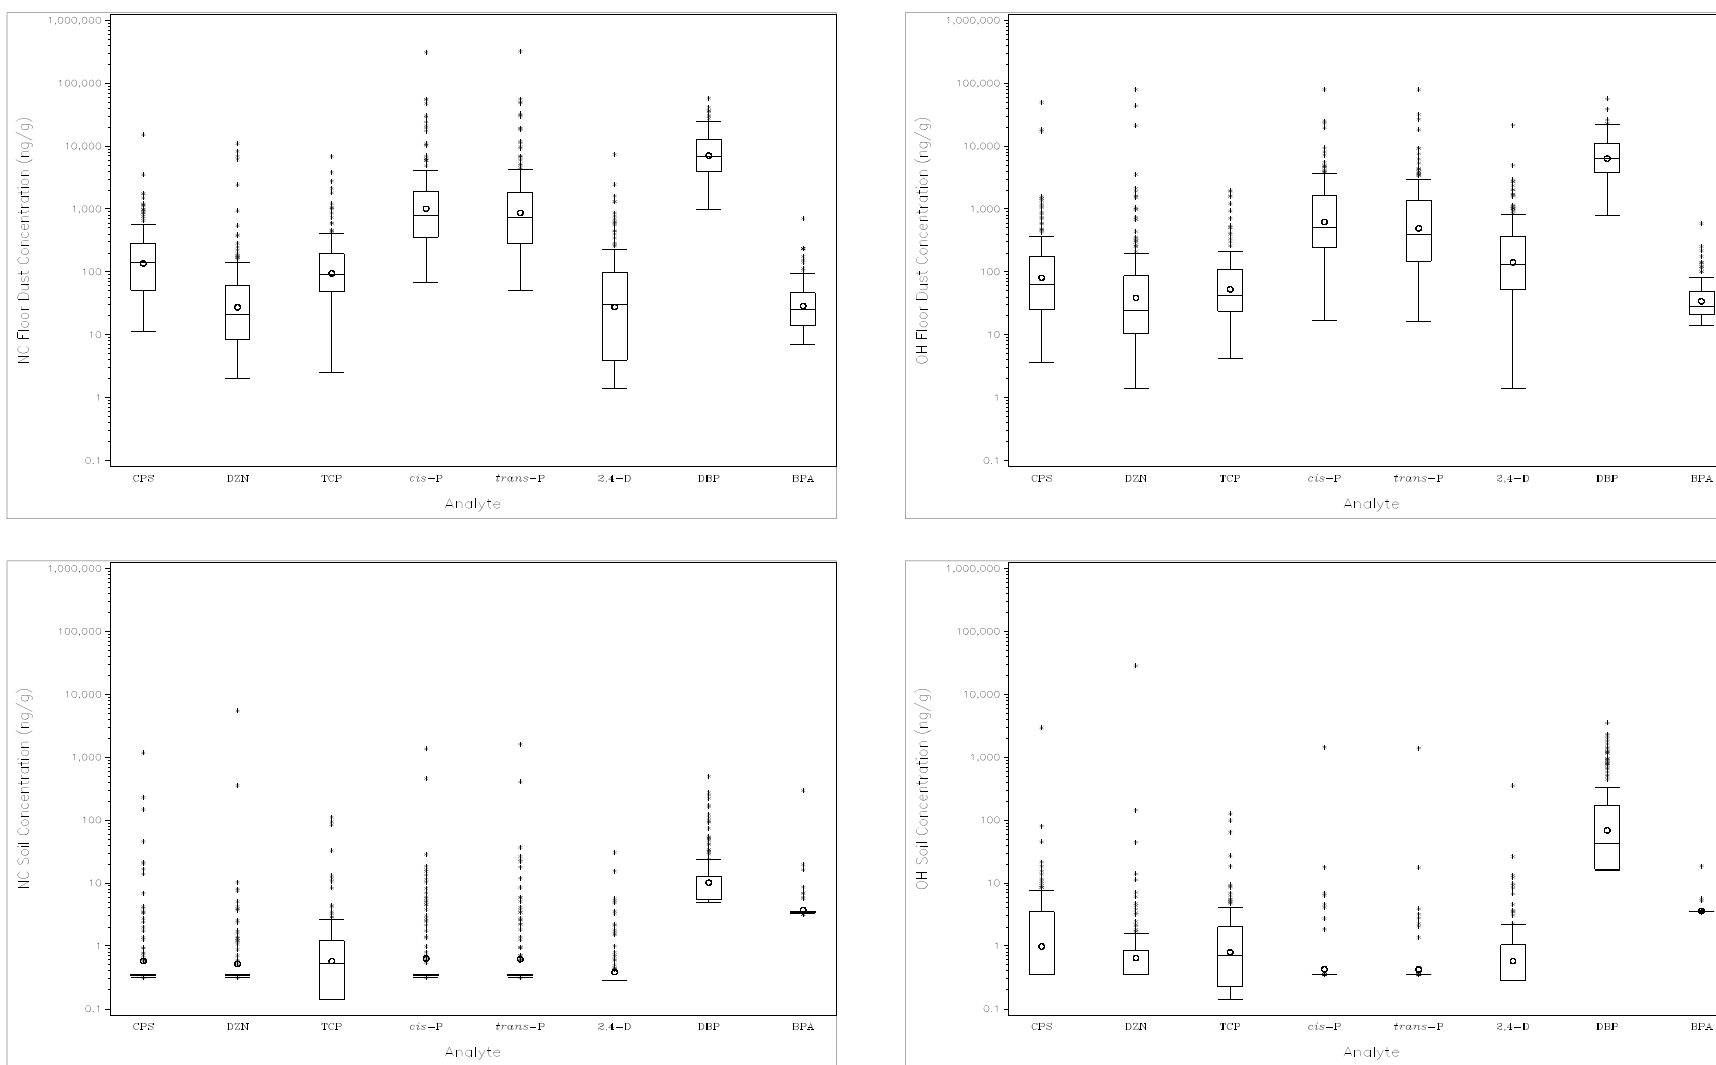 NC Floor Dust Concentration (ng/g)
1,000,000
100,000
10,000
1,000
100
10
1
0.1
CPS DZN TCP cis-P trans-P 2,4-D DBP BPA
Analyte
OH Floor Dust Concentration (ng/g)
1,000,000
100,000
10,000
1,000
100
10
1
0.1
CPS DZN TCP cis-P trans-P 2,4-D DBP BPA
Analyte
NC Soil Concentration (ng/g)
1,000,000
100,000
10,000
1,000
100
10
1
0.1
CPS DZN TCP cis-P trans-P 2,4-D DBP BPA
Analyte
OH Soil Concentration (ng/g)
1,000,000
100,000
10,000
1,000
100
10
1
0.1
CPS DZN TCP cis-P trans-P 2,4-D DBP BPA
Analyte